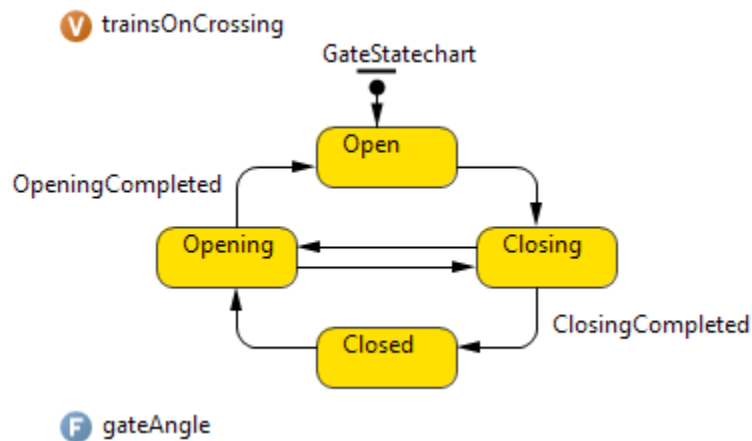 V trainsOnCrossing
GateStatechart
Open
OpeningCompleted
Opening
Closing
ClosingCompleted
Closed
F gateAngle